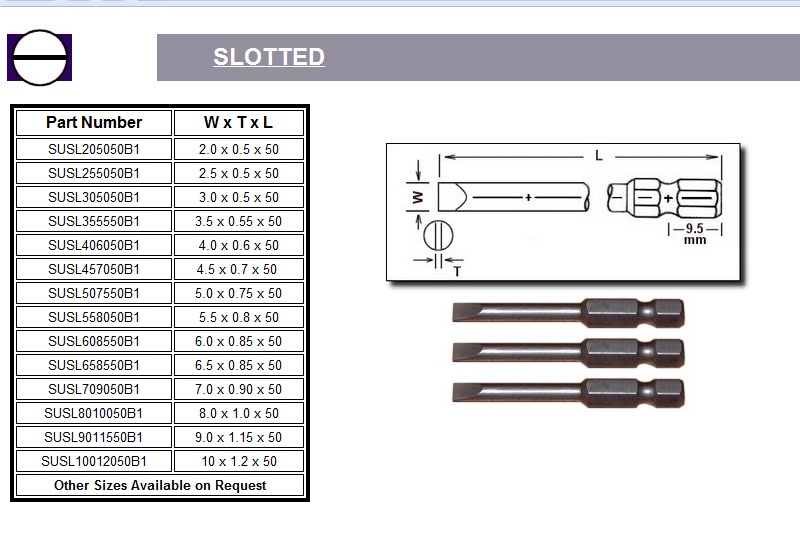 SLOTTED
Part Number W x T x L
SUSL205050B1 2.0 x 0.5 x 50
SUSL255050B1 2.5 x 0.5 x 50
SUSL305050B1 3.0 x 0.5 x 50
SUSL355550B1 3.5 x 0.55 x 50
SUSL406050B1 4.0 x 0.6 x 50
SUSL457050B1 4.5 x 0.7 x 50
SUSL507550B1 5.0 x 0.75 x 50
SUSL558050B1 5.5 x 0.8 x 50
SUSL608550B1 6.0 x 0.85 x 50
SUSL658550B1 6.5 x 0.85 x 50
SUSL709050B1 7.0 x 0.90 x 50
SUSL8010050B1 8.0 x 1.0 x 50
SUSL9011550B1 9.0 x 1.15 x 50
SUSL10012050B1 10 x 1.2 x 50
Other Sizes Available on Request
L
W
9.5
mm
T